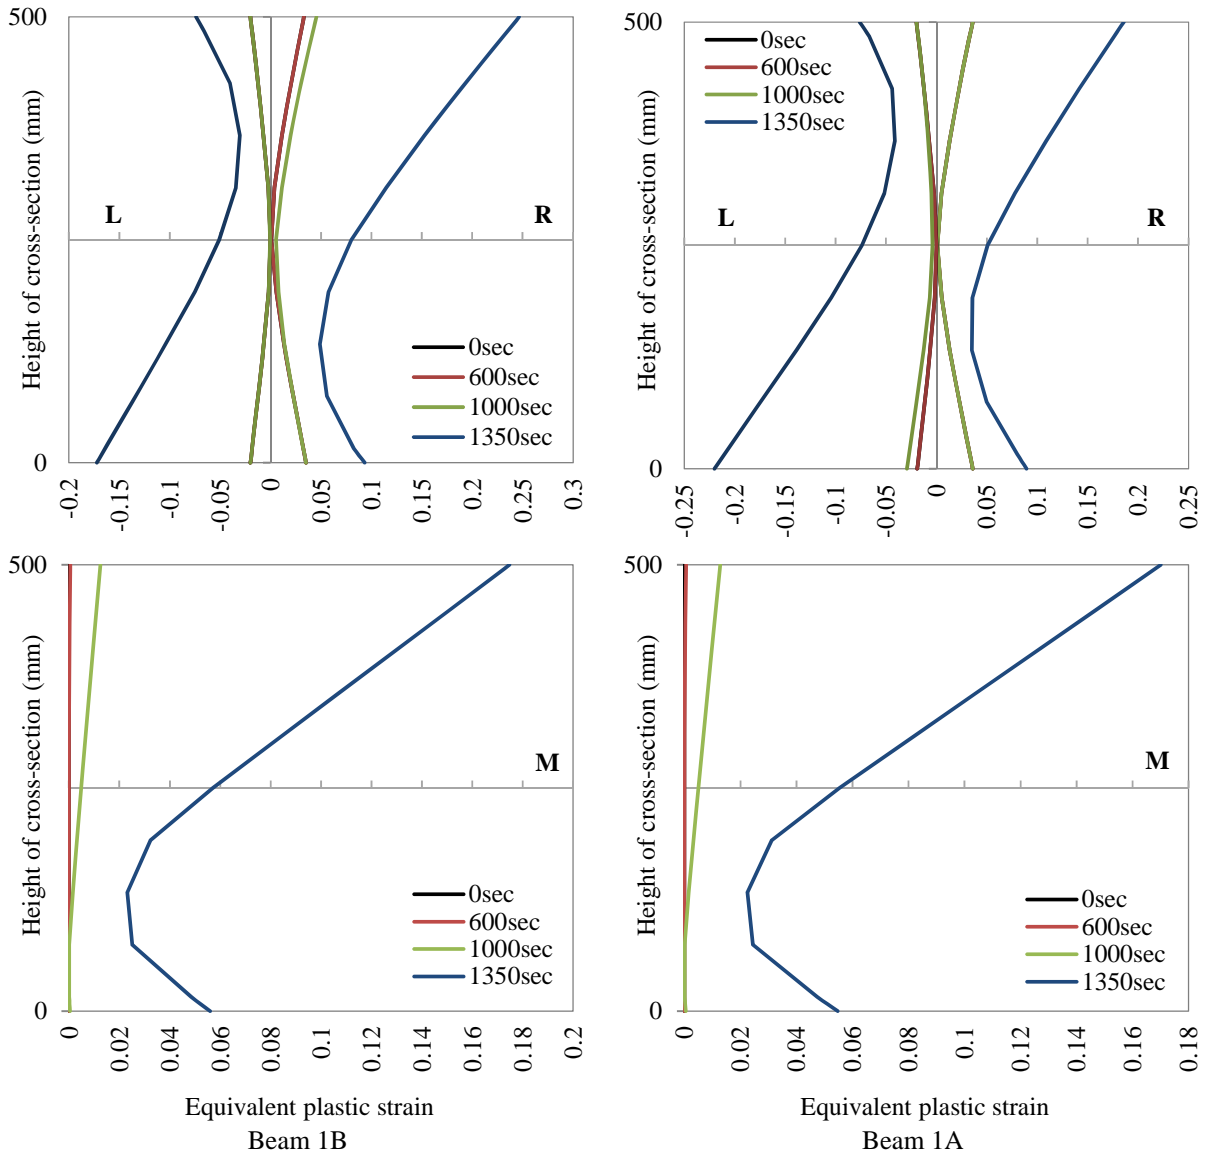 500
Height of cross-section (mm)
L
R
0sec
600sec
1000sec
1350sec
0
-0.2
-0.15
-0.1
-0.05
0
0.05
0.1
0.15
0.2
0.25
0.3
500
Height of cross-section (mm)
0sec
600sec
1000sec
1350sec
L
R
0
-0.25
-0.2
-0.15
-0.1
-0.05
0
0.05
0.1
0.15
0.2
0.25
500
Height of cross-section (mm)
M
0sec
600sec
1000sec
1350sec
0
0
0.02
0.04
0.06
0.08
0.1
0.12
0.14
0.16
0.18
0.2
Equivalent plastic strain
Beam 1B
500
Height of cross-section (mm)
M
0sec
600sec
1000sec
1350sec
0
0
0.02
0.04
0.06
0.08
0.1
0.12
0.14
0.16
0.18
Equivalent plastic strain
Beam 1A